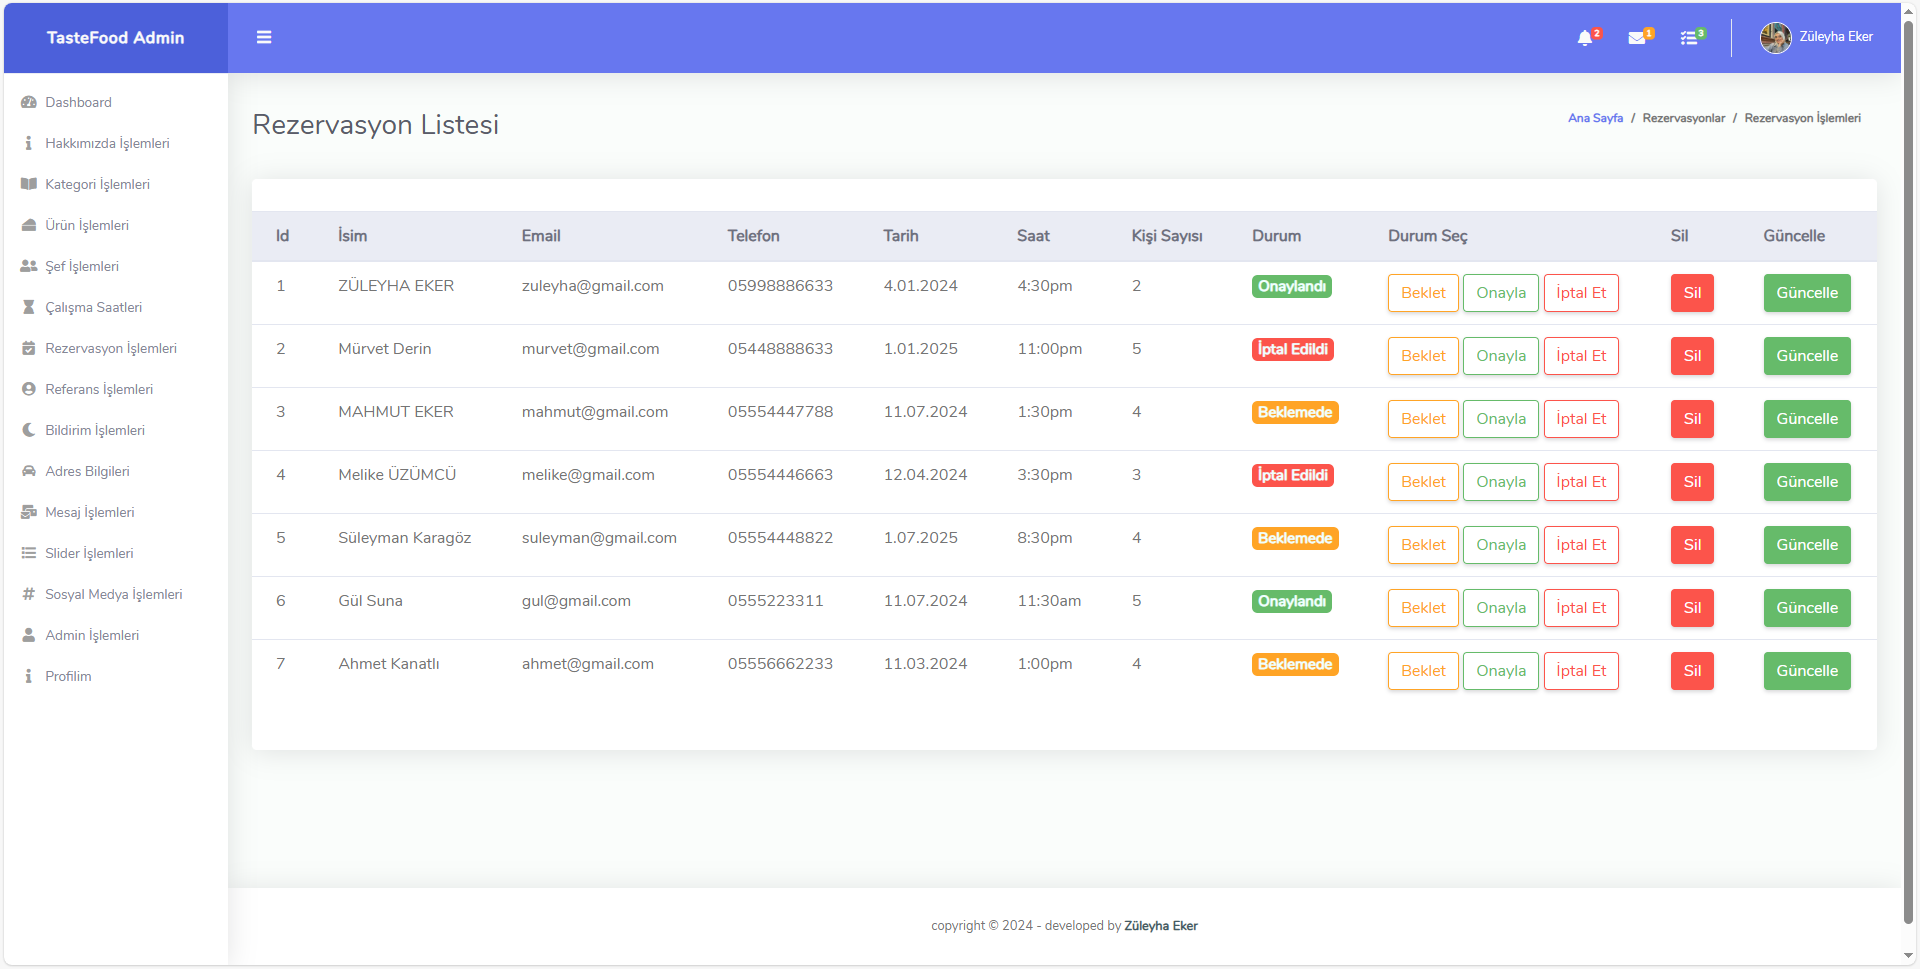 TasteFood Admin
2 1 3 Züleyha Eker
Dashboard
Hakkımızda İşlemleri
Kategori İşlemleri
Ürün İşlemleri
Şef İşlemleri
Çalışma Saatleri
Rezervasyon İşlemleri
Referans İşlemleri
Bildirim İşlemleri
Adres Bilgileri
Mesaj İşlemleri
Slider İşlemleri
Sosyal Medya İşlemleri
Admin İşlemleri
Profilim
Rezervasyon Listesi
Ana Sayfa / Rezervasyonlar / Rezervasyon İşlemleri
Id İsim Email Telefon Tarih Saat Kişi Sayısı Durum Durum Seç Sil Güncelle
1 ZÜLEYHA EKER zuleyha@gmail.com 05998886633 4.01.2024 4:30pm 2 Onaylandı Beklet Onayla İptal Et Sil Güncelle
2 Mürvet Derin murvet@gmail.com 05448888633 1.01.2025 11:00pm 5 İptal Edildi Beklet Onayla İptal Et Sil Güncelle
3 MAHMUT EKER mahmut@gmail.com 05554447788 11.07.2024 1:30pm 4 Beklemede Beklet Onayla İptal Et Sil Güncelle
4 Melike ÜZÜMCÜ melike@gmail.com 05554446663 12.04.2024 3:30pm 3 İptal Edildi Beklet Onayla İptal Et Sil Güncelle
5 Süleyman Karagöz suleyman@gmail.com 05554448822 1.07.2025 8:30pm 4 Beklemede Beklet Onayla İptal Et Sil Güncelle
6 Gül Suna gul@gmail.com 0555223311 11.07.2024 11:30am 5 Onaylandı Beklet Onayla İptal Et Sil Güncelle
7 Ahmet Kanatlı ahmet@gmail.com 05556662233 11.03.2024 1:00pm 4 Beklemede Beklet Onayla İptal Et Sil Güncelle
copyright © 2024 - developed by Züleyha Eker